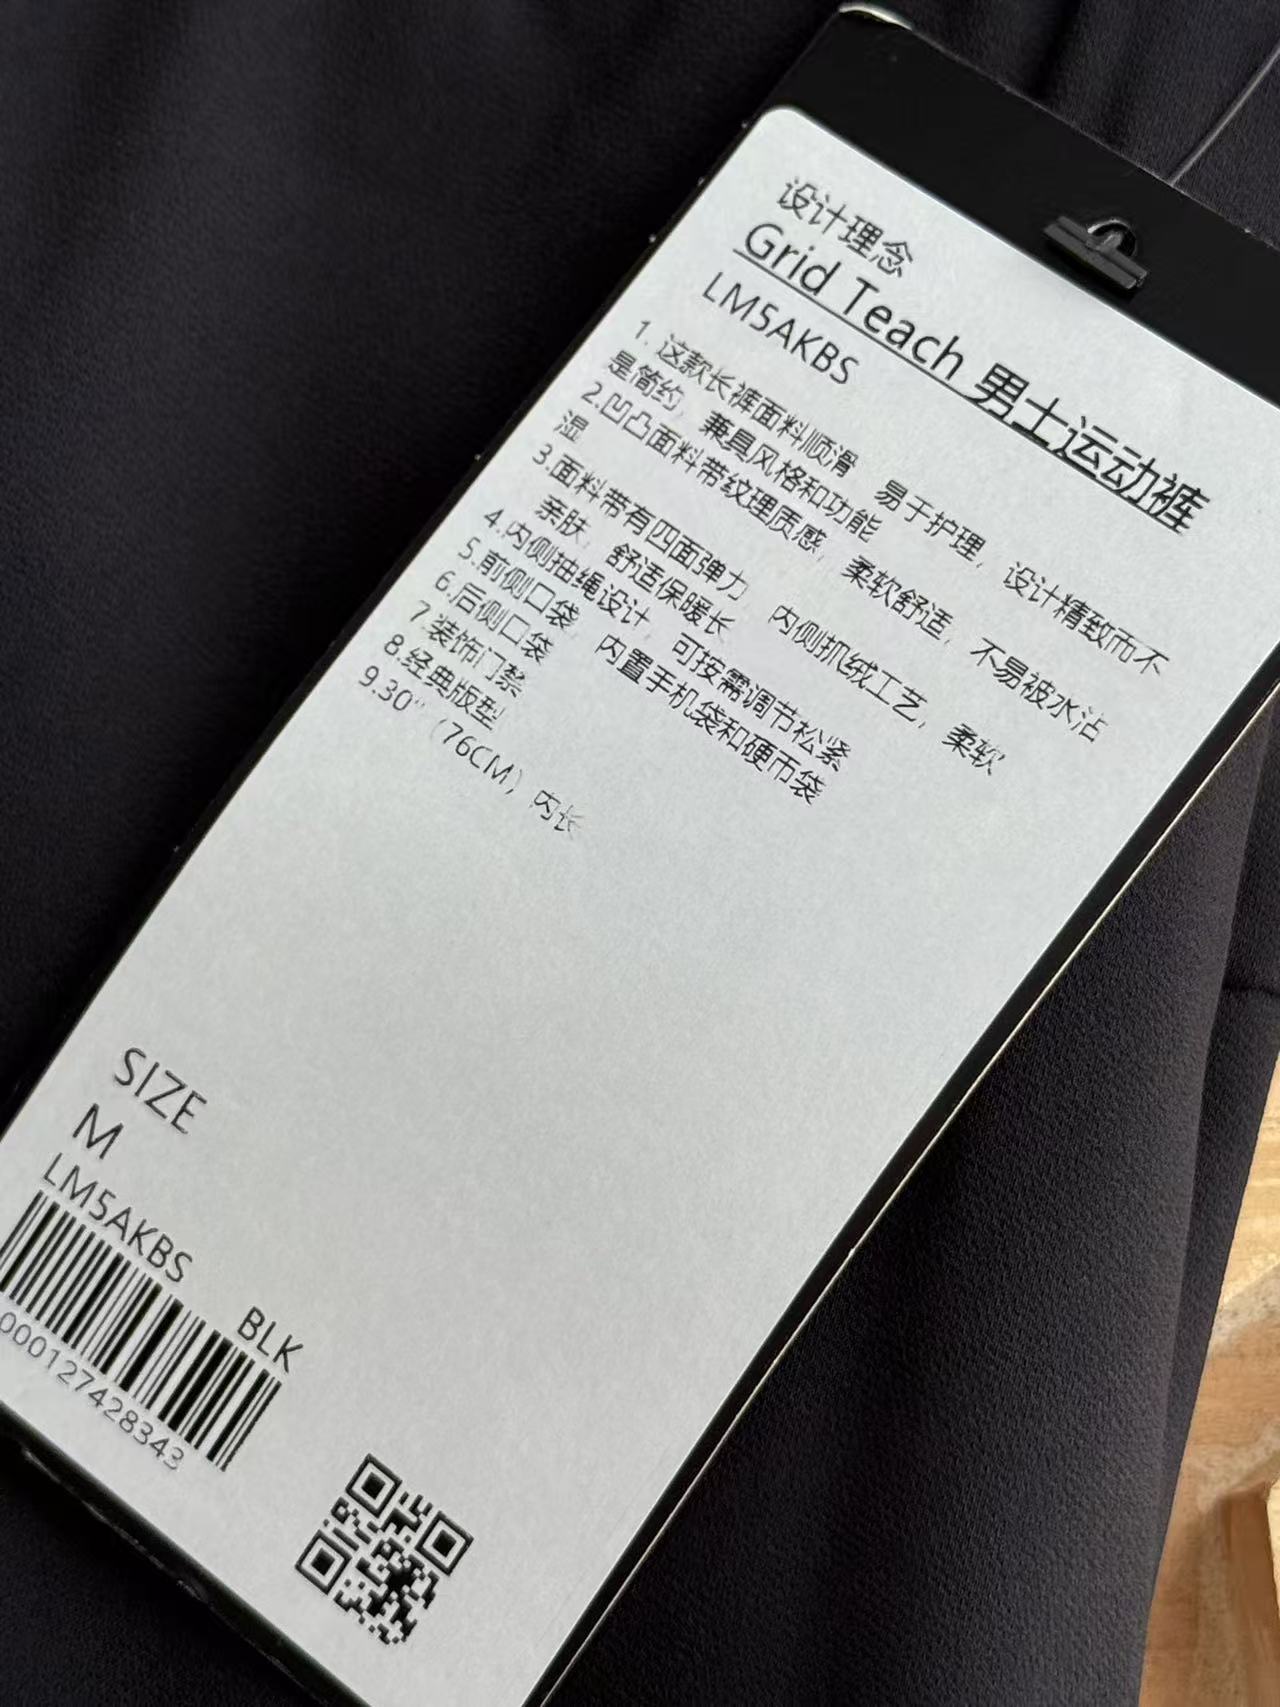 设计理念
Grid Teach 男士运动裤
LM5AKBS
1. 这款长裤面料顺滑，易于护理，设计精致而不
是简约，兼具风格和功能
2.凹凸面料带纹理质感，柔软舒适，不易被水沾
湿
3.面料带有四面弹力，内侧抓绒工艺，柔软
亲肤，舒适保暖长
4.内侧抽绳设计，可按需调节松紧
5.前侧口袋，内置手机袋和硬币袋
6.后侧口袋
7.装饰门禁
8.经典版型
9.30"（76CM）内长
SIZE
M
LM5AKBS
BLK
000127428343